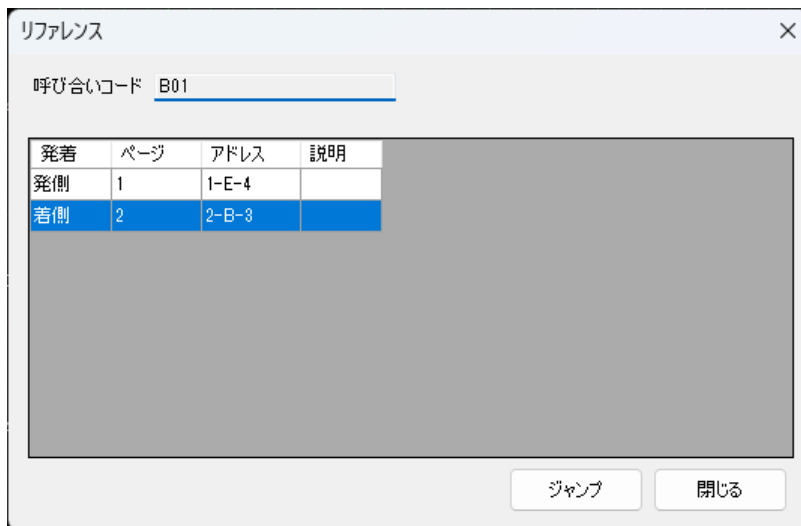 リファレンス
呼び合いコード B01
発着 ページ アドレス 説明
発側 1 1-E-4
着側 2 2-B-3
ジャンプ 閉じる